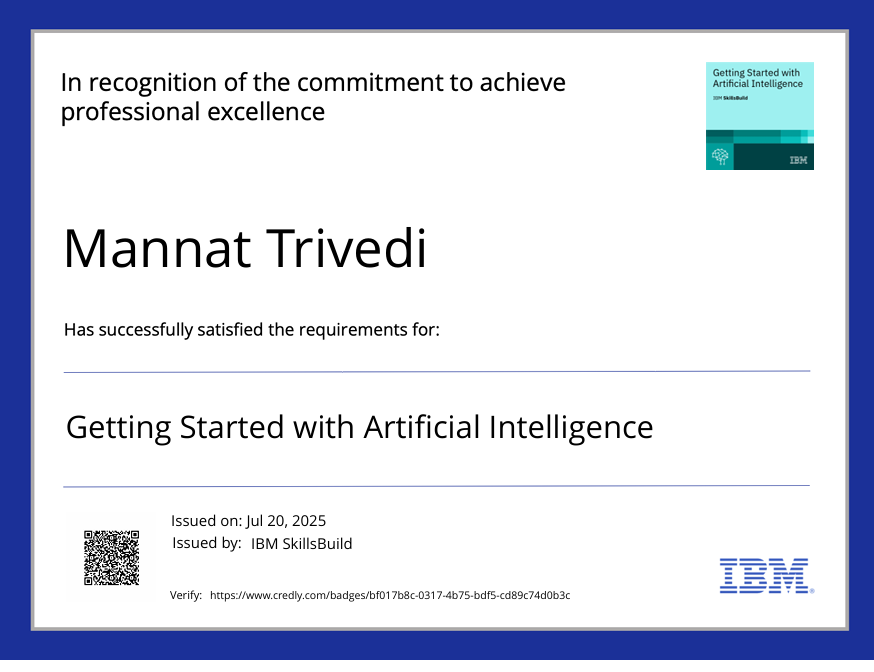 In recognition of the commitment to achieve
professional excellence
Getting Started with
Artificial Intelligence
IBM SkillsBuild
IBM
Mannat Trivedi
Has successfully satisfied the requirements for:
Getting Started with Artificial Intelligence
Issued on: Jul 20, 2025
Issued by: IBM SkillsBuild
Verify: https://www.credly.com/badges/bf017b8c-0317-4b75-bdf5-cd89c74d0b3c
IBM®